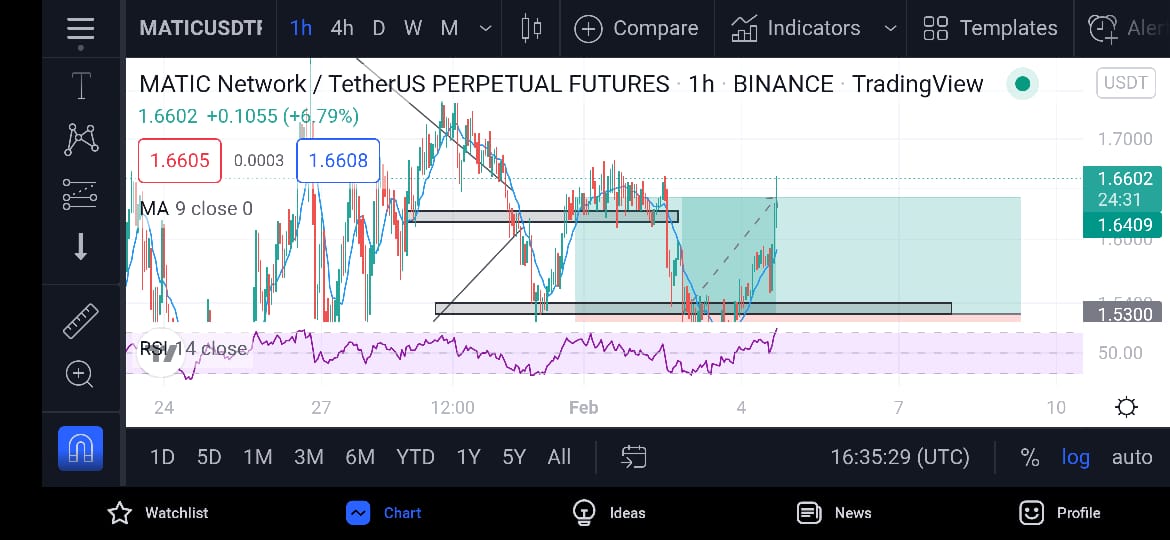 MATICUSDTF 1h 4h D W M Compare Indicators Templates Aler
MATIC Network / TetherUS PERPETUAL FUTURES · 1h · BINANCE · TradingView USDT
1.6602 +0.1055 (+6.79%)
1.7000
1.6605 0.0003 1.6608
1.6602
24:31
MA 9 close 0
1.6409
1.6000
1.5300
RSI 14 close
50.00
24 27 12:00 Feb 4 7 10
1D 5D 1M 3M 6M YTD 1Y 5Y All 16:35:29 (UTC) % log auto
Watchlist Chart Ideas News Profile